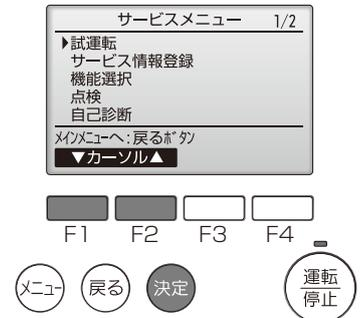 サービスメニュー 1/2
▶試運転
サービス情報登録
機能選択
点検
自己診断
ﾒｲﾝﾒﾆｭｰへ:戻るﾎﾞﾀﾝ
▼カーソル▲
F1 F2 F3 F4
メニュー 戻る 決定 運転
停止